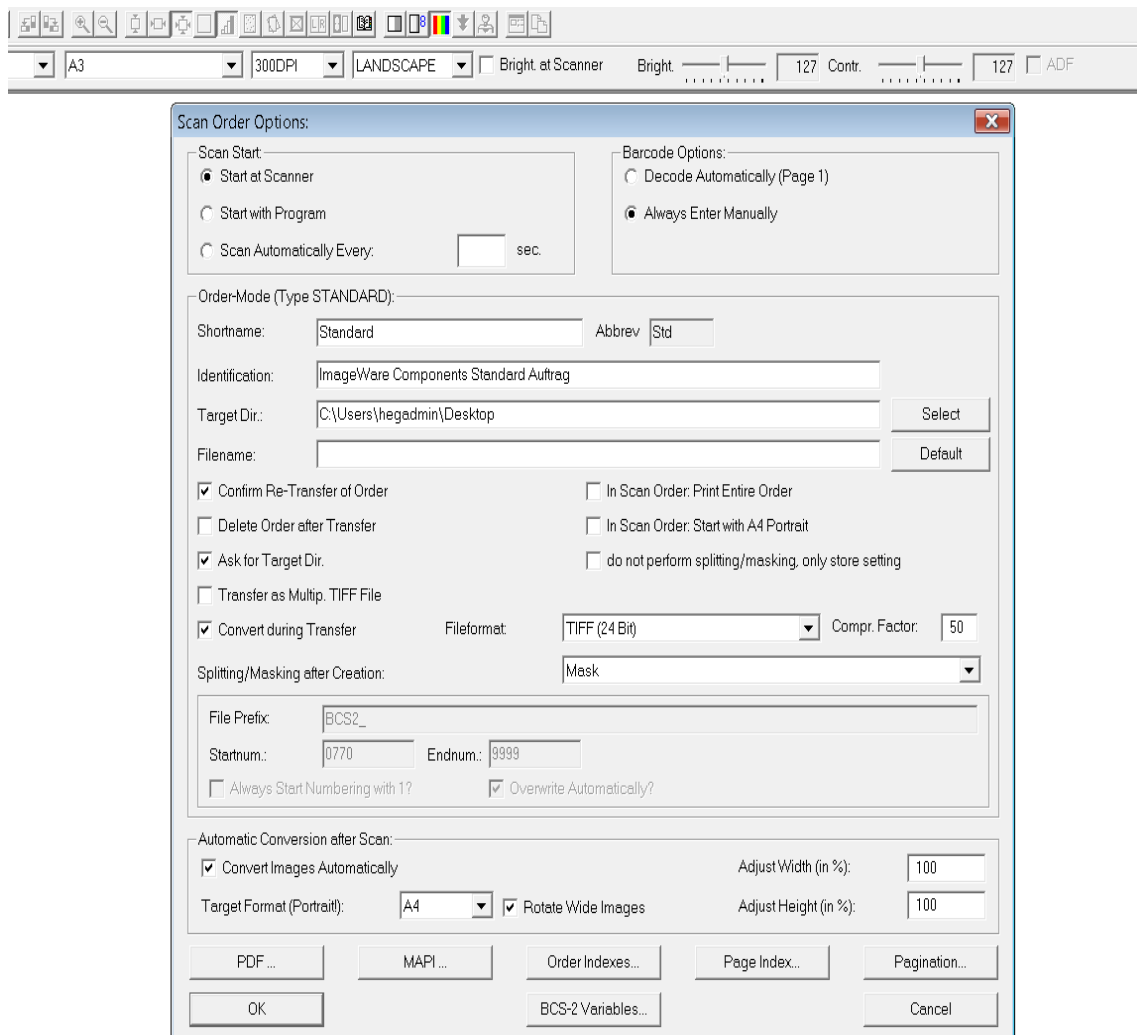 LR 8
A3 300DPI LANDSCAPE Bright. at Scanner Bright. 127 Contr. 127 ADF
Scan Order Options:
Scan Start: Barcode Options:
Start at Scanner Decode Automatically (Page 1)
Start with Program Always Enter Manually
Scan Automatically Every: sec.
Order-Mode (Type STANDARD):
Shortname: Standard Abbrev Std
Identification: ImageWare Components Standard Auftrag
Target Dir.: C:\Users\hegadmin\Desktop Select
Filename: Default
Confirm Re-Transfer of Order In Scan Order: Print Entire Order
Delete Order after Transfer In Scan Order: Start with A4 Portrait
Ask for Target Dir. do not perform splitting/masking, only store setting
Transfer as Multip. TIFF File
Convert during Transfer Fileformat: TIFF (24 Bit) Compr. Factor: 50
Splitting/Masking after Creation: Mask
File Prefix: BCS2_
Startnum.: 0770 Endnum.: 9999
Always Start Numbering with 1? Overwrite Automatically?
Automatic Conversion after Scan:
Convert Images Automatically Adjust Width (in %): 100
Target Format (Portrait!): A4 Rotate Wide Images Adjust Height (in %): 100
PDF ... MAPI ... Order Indexes... Page Index... Pagination...
OK BCS-2 Variables... Cancel